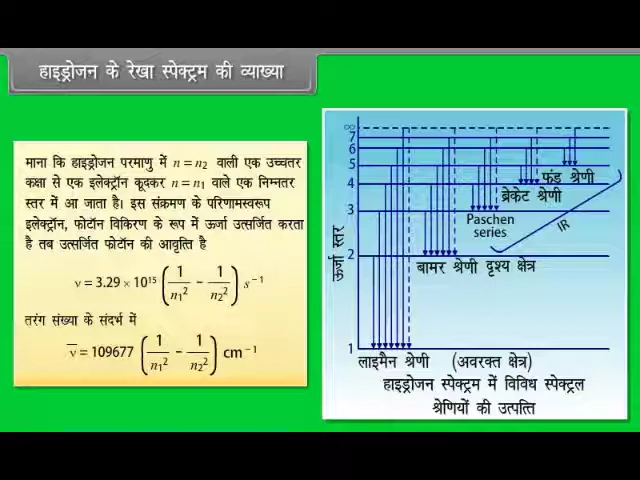 हाइड्रोजन के रेखा स्पेक्ट्रम की व्याख्या
माना कि हाइड्रोजन परमाणु में n = n₂ वाली एक उच्चतर
कक्षा से एक इलेक्ट्रॉन कूदकर n = n₁ वाले एक निम्नतर
स्तर में आ जाता है। इस संक्रमण के परिणामस्वरूप
इलेक्ट्रॉन, फोटॉन विकिरण के रूप में ऊर्जा उत्सर्जित करता
है तब उत्सर्जित फोटॉन की आवृत्ति है
ν = 3.29 × 10¹⁵ (1/n₁² − 1/n₂²) s⁻¹
तरंग संख्या के संदर्भ में
ν̅ = 109677 (1/n₁² − 1/n₂²) cm⁻¹
ऊर्जा स्तर
∞
7
6
5
4
3
2
1
फंड श्रेणी
ब्रेकेट श्रेणी
Paschen
series
IR
बामर श्रेणी दृश्य क्षेत्र
लाइमैन श्रेणी (अवरक्त क्षेत्र)
हाइड्रोजन स्पेक्ट्रम में विविध स्पेक्ट्रल
श्रेणियों की उत्पत्ति